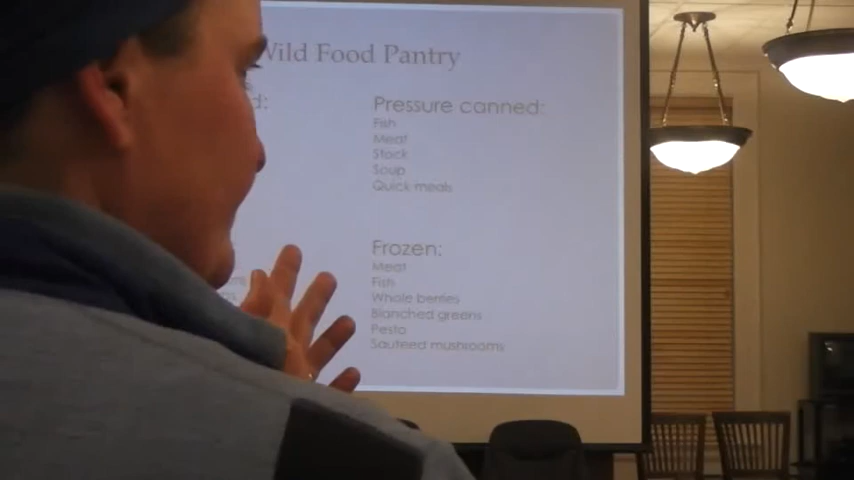 Wild Food Pantry
d:
Pressure canned:
Fish
Meat
Stock
Soup
Quick meals
Frozen:
Meat
Fish
Whole berries
Blanched greens
Pesto
Sauteed mushrooms